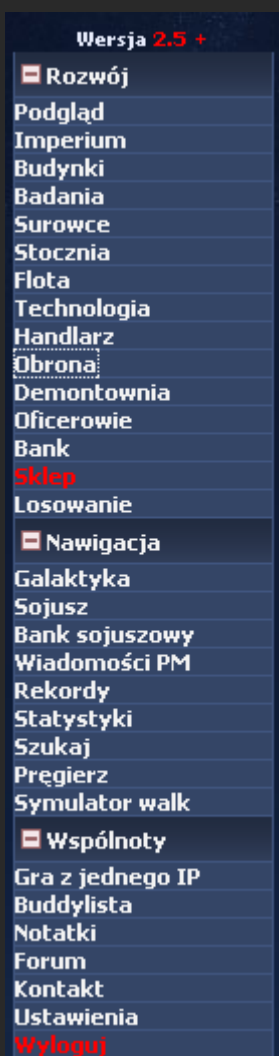 Wersja 2.5 +
Rozwój
Podgląd
Imperium
Budynki
Badania
Surowce
Stocznia
Flota
Technologia
Handlarz
Obrona
Demontownia
Oficerowie
Bank
Sklep
Losowanie
Nawigacja
Galaktyka
Sojusz
Bank sojuszowy
Wiadomości PM
Rekordy
Statystyki
Szukaj
Pręgierz
Symulator walk
Wspólnoty
Gra z jednego IP
Buddylista
Notatki
Forum
Kontakt
Ustawienia
Wyloguj